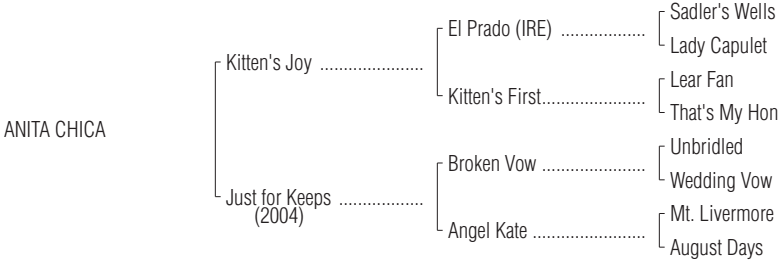 Sadler's Wells
El Prado (IRE) ..................
Lady Capulet
Kitten's Joy ......................
Lear Fan
Kitten's First......................
That's My Hon
ANITA CHICA
Unbridled
Broken Vow ......................
Wedding Vow
Just for Keeps ..................
(2004)
Mt. Livermore
Angel Kate ........................
August Days